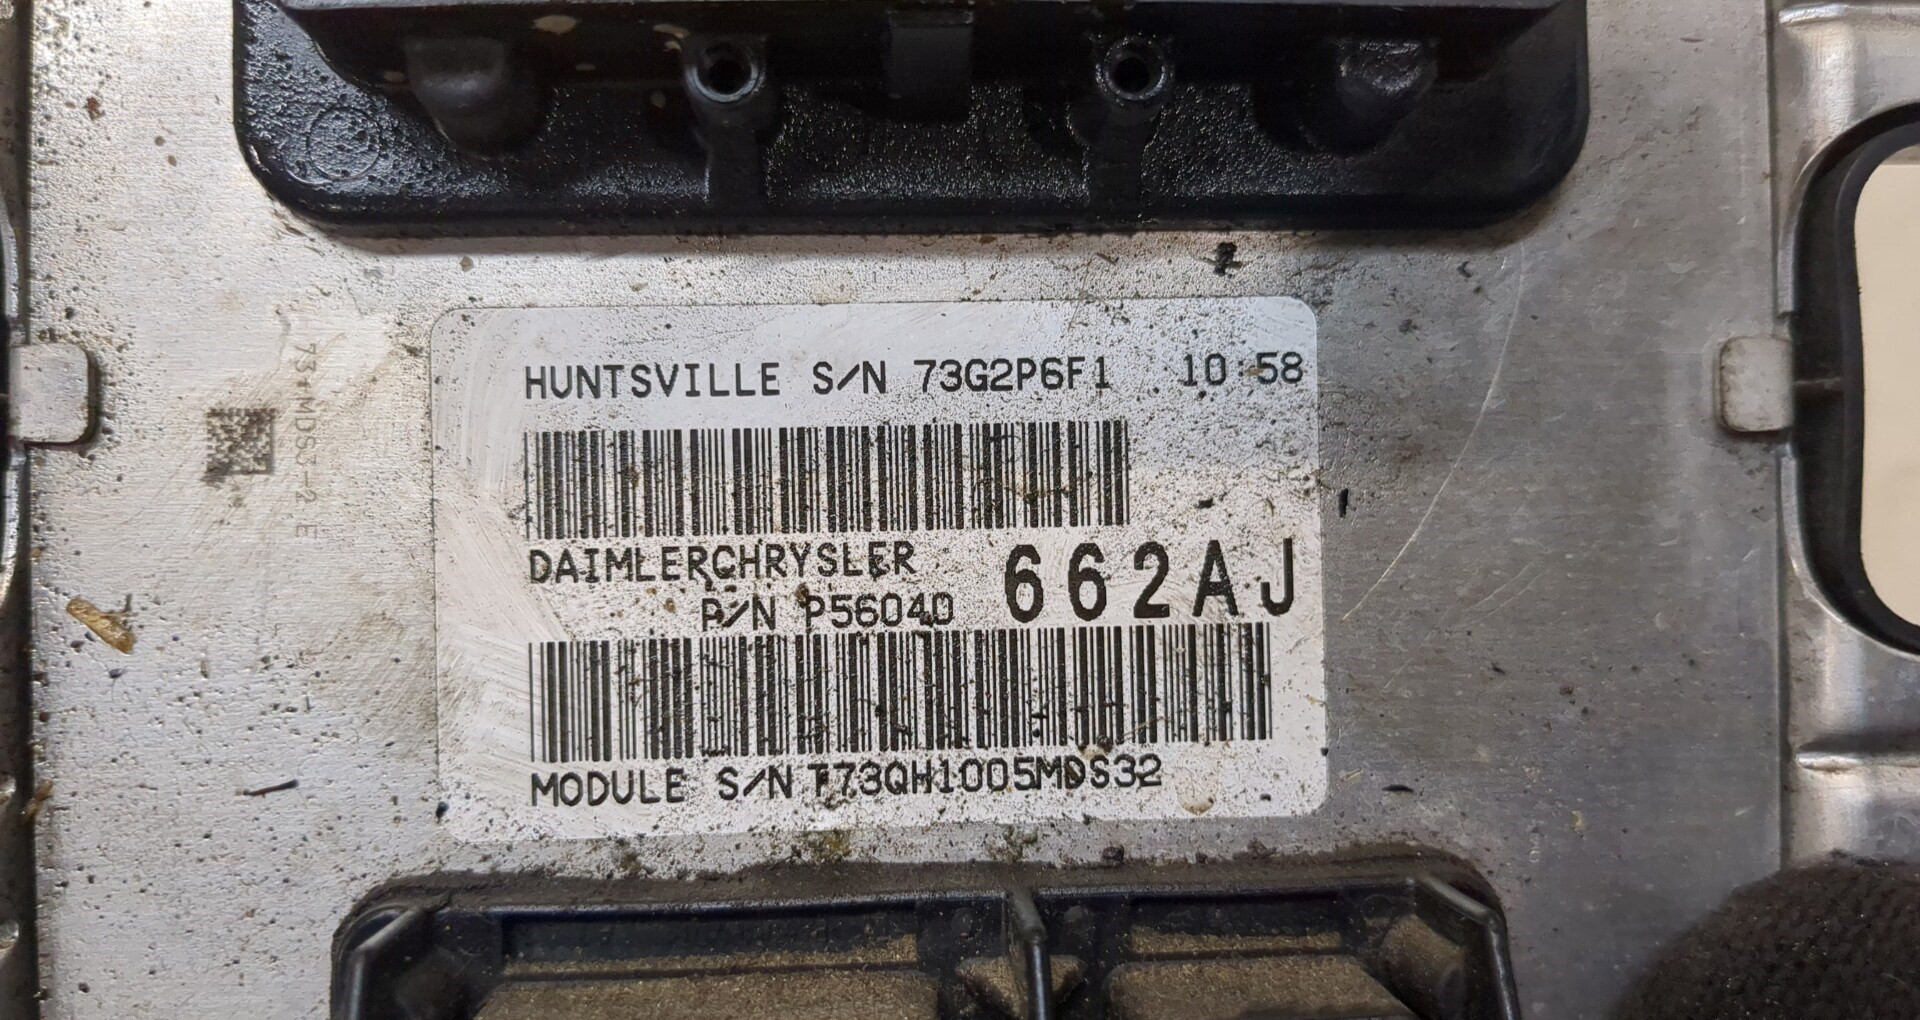 HUNTSVILLE S/N 73G2P6F1 10:58
DAIMLERCHRYSLER
P/N P56040 662AJ
MODULE S/N T73QH1005MDS32